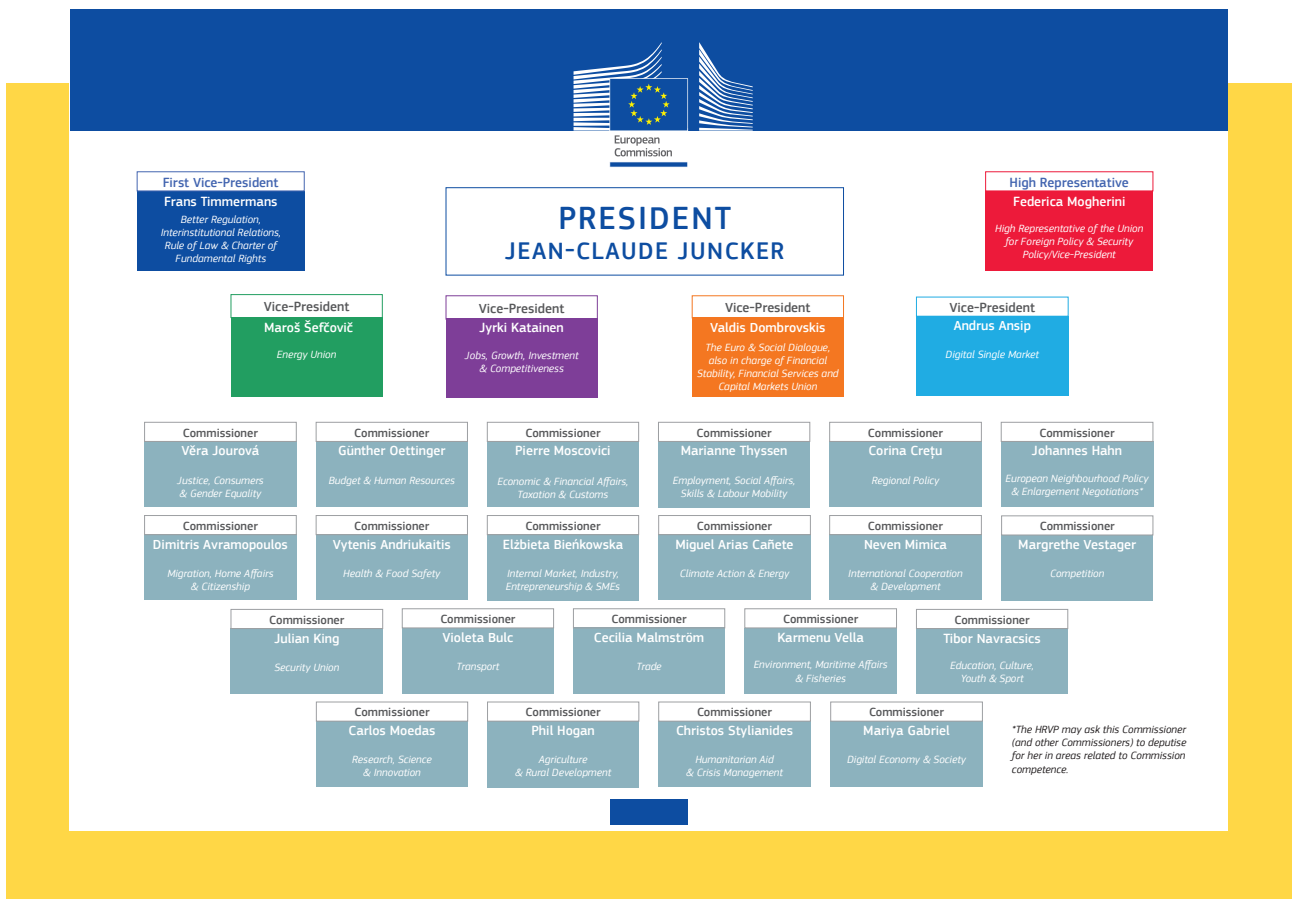 European
Commission
First Vice-President
Frans Timmermans
Better Regulation,
Interinstitutional Relations,
Rule of Law & Charter of
Fundamental Rights
PRESIDENT
JEAN-CLAUDE JUNCKER
High Representative
Federica Mogherini
High Representative of the Union
for Foreign Policy & Security
Policy/Vice-President
Vice-President
Maroš Šefčovič
Energy Union
Vice-President
Jyrki Katainen
Jobs, Growth, Investment
& Competitiveness
Vice-President
Valdis Dombrovskis
The Euro & Social Dialogue,
also in charge of Financial
Stability, Financial Services and
Capital Markets Union
Vice-President
Andrus Ansip
Digital Single Market
Commissioner
Věra Jourová
Justice, Consumers
& Gender Equality
Commissioner
Günther Oettinger
Budget & Human Resources
Commissioner
Pierre Moscovici
Economic & Financial Affairs,
Taxation & Customs
Commissioner
Marianne Thyssen
Employment, Social Affairs,
Skills & Labour Mobility
Commissioner
Corina Crețu
Regional Policy
Commissioner
Johannes Hahn
European Neighbourhood Policy
& Enlargement Negotiations*
Commissioner
Dimitris Avramopoulos
Migration, Home Affairs
& Citizenship
Commissioner
Vytenis Andriukaitis
Health & Food Safety
Commissioner
Elżbieta Bieńkowska
Internal Market, Industry,
Entrepreneurship & SMEs
Commissioner
Miguel Arias Cañete
Climate Action & Energy
Commissioner
Neven Mimica
International Cooperation
& Development
Commissioner
Margrethe Vestager
Competition
Commissioner
Julian King
Security Union
Commissioner
Violeta Bulc
Transport
Commissioner
Cecilia Malmström
Trade
Commissioner
Karmenu Vella
Environment, Maritime Affairs
& Fisheries
Commissioner
Tibor Navracsics
Education, Culture,
Youth & Sport
Commissioner
Carlos Moedas
Research, Science
& Innovation
Commissioner
Phil Hogan
Agriculture
& Rural Development
Commissioner
Christos Stylianides
Humanitarian Aid
& Crisis Management
Commissioner
Mariya Gabriel
Digital Economy & Society
*The HRVP may ask this Commissioner
(and other Commissioners) to deputise
for her in areas related to Commission
competence.